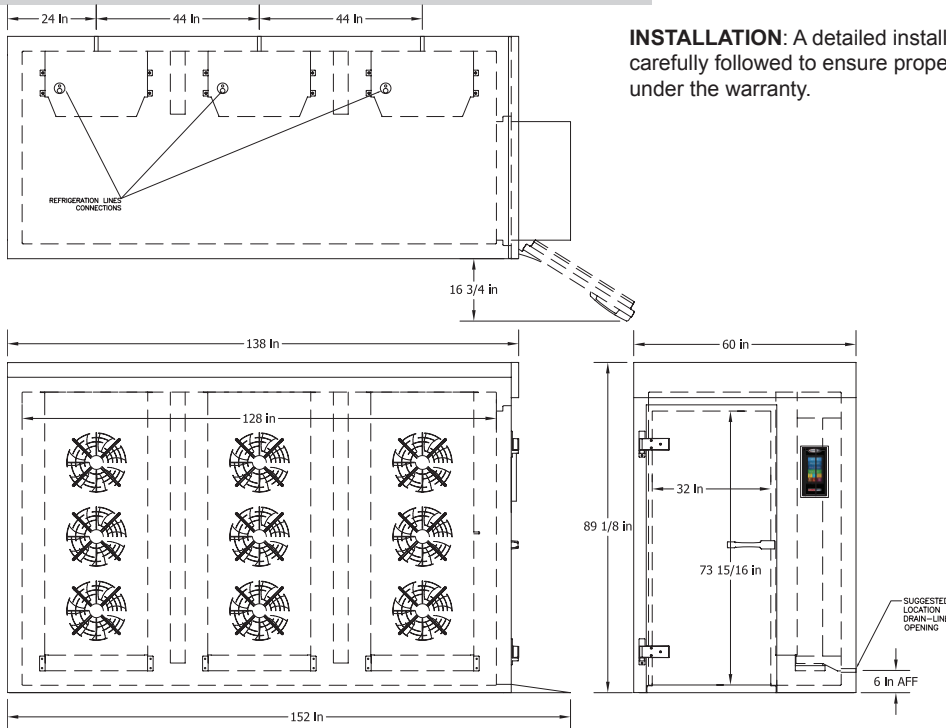 24 In
44 In
44 In
INSTALLATION: A detailed install
carefully followed to ensure prope
under the warranty.
REFRIGERATION LINES
CONNECTIONS
16 3/4 in
138 In
60 in
128 in
32 In
89 1/8 in
73 15/16 in
SUGGESTED
LOCATION
DRAIN-LINE
OPENING
6 In AFF
152 In